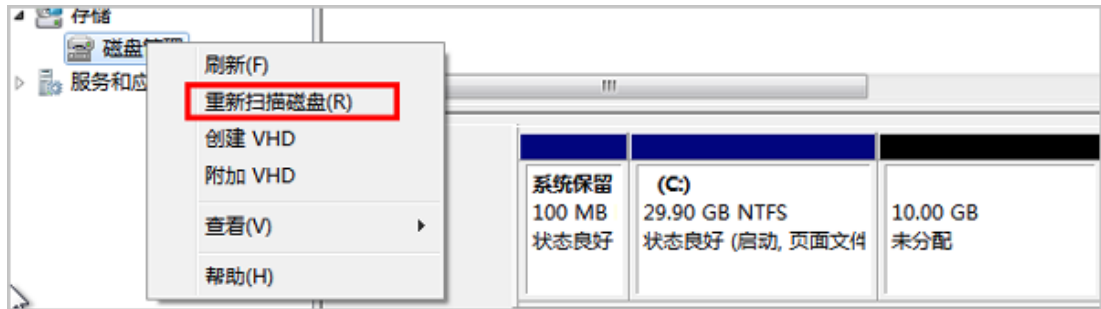 存储
磁盘管理
服务和应
刷新(F)
重新扫描磁盘(R)
创建 VHD
附加 VHD
查看(V)
帮助(H)
系统保留
100 MB
状态良好
(C:)
29.90 GB NTFS
状态良好 (启动, 页面文件
10.00 GB
未分配